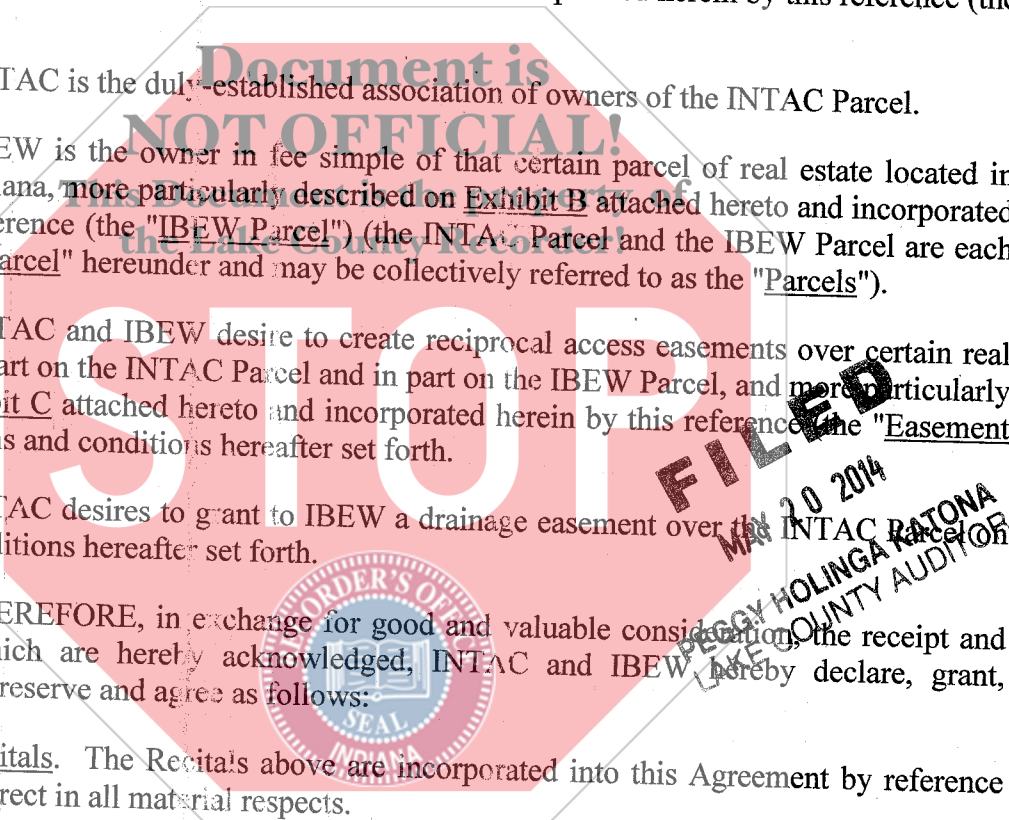 herein by this reference (the
Document is
TAC is the duly-established association of owners of the INTAC Parcel.
NOT OFFICIAL!
EW is the owner in fee simple of that certain parcel of real estate located in
This Document is the property of
ana, more particularly described on Exhibit B attached hereto and incorporated
the Lake County Recorder!
erence (the "IBEW Parcel") (the INTAC Parcel and the IBEW Parcel are each
arcel" hereunder and may be collectively referred to as the "Parcels").
STOP
TAC and IBEW desire to create reciprocal access easements over certain real
art on the INTAC Parcel and in part on the IBEW Parcel, and more particularly
it C attached hereto and incorporated herein by this reference (the "Easement
s and conditions hereafter set forth.
FILED
MAY 20 2014
PEGGY HOLINGA KATONA
LAKE COUNTY AUDITOR
TAC desires to grant to IBEW a drainage easement over the INTAC Parcel on
ditions hereafter set forth.
EREFORE, in exchange for good and valuable consideration, the receipt and
ich are hereby acknowledged, INTAC and IBEW hereby declare, grant,
reserve and agree as follows:
ORDER'S OFFIC
SEAL
INDIANA
itals. The Recitals above are incorporated into this Agreement by reference
rect in all material respects.